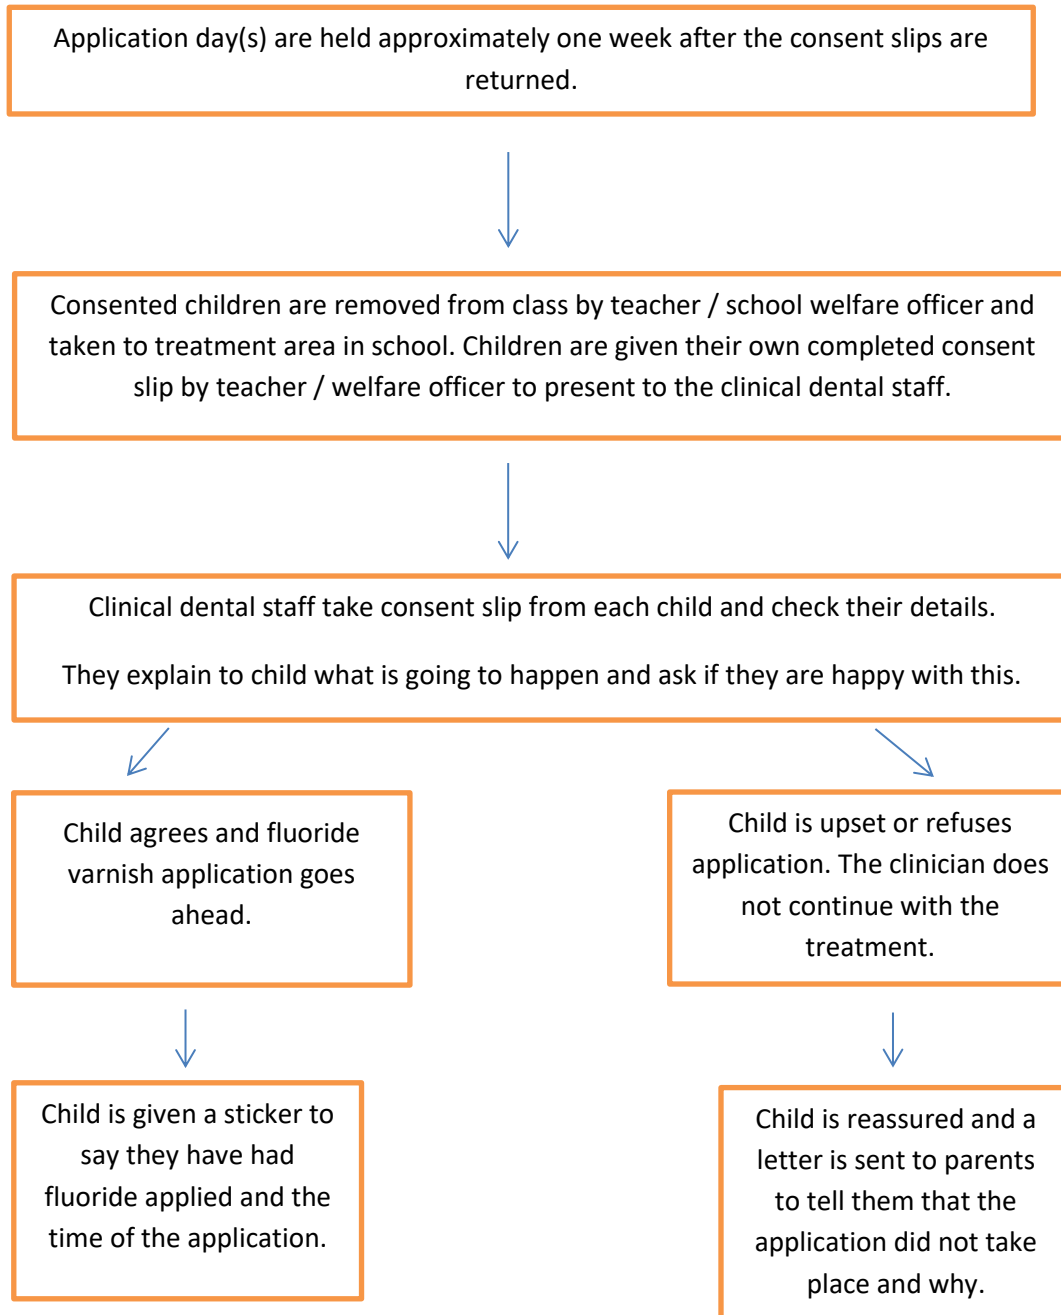 Application day(s) are held approximately one week after the consent slips are
returned.
Consented children are removed from class by teacher / school welfare officer and
taken to treatment area in school. Children are given their own completed consent
slip by teacher / welfare officer to present to the clinical dental staff.
Clinical dental staff take consent slip from each child and check their details.
They explain to child what is going to happen and ask if they are happy with this.
Child agrees and fluoride
varnish application goes
ahead.
Child is upset or refuses
application. The clinician does
not continue with the
treatment.
Child is given a sticker to
say they have had
fluoride applied and the
time of the application.
Child is reassured and a
letter is sent to parents
to tell them that the
application did not take
place and why.